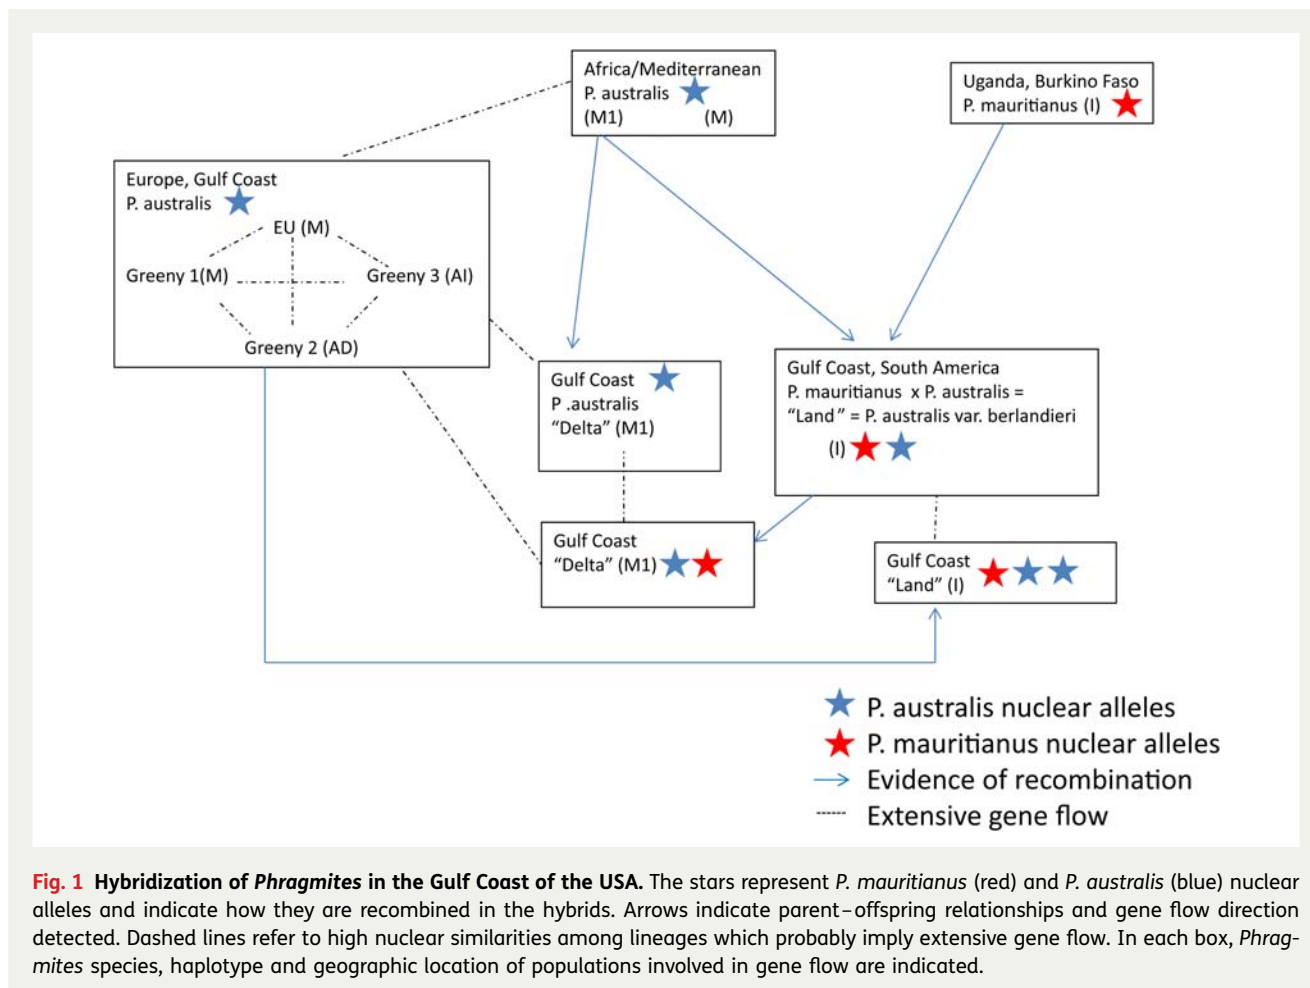 Africa/Mediterranean
P. australis
(M1) (M)
Uganda, Burkino Faso
P. mauritianus (I)
Europe, Gulf Coast
P. australis
EU (M)
Greeny 1(M)
Greeny 3 (AI)
Greeny 2 (AD)
Gulf Coast
P .australis
“Delta” (M1)
Gulf Coast, South America
P. mauritianus x P. australis =
“Land” = P. australis var. berlandieri
(I)
Gulf Coast
“Delta” (M1)
Gulf Coast
“Land” (I)
P. australis nuclear alleles
P. mauritianus nuclear alleles
Evidence of recombination
Extensive gene flow
Fig. 1 Hybridization of Phragmites in the Gulf Coast of the USA. The stars represent P. mauritianus (red) and P. australis (blue) nuclear
alleles and indicate how they are recombined in the hybrids. Arrows indicate parent–offspring relationships and gene flow direction
detected. Dashed lines refer to high nuclear similarities among lineages which probably imply extensive gene flow. In each box, Phrag-
mites species, haplotype and geographic location of populations involved in gene flow are indicated.